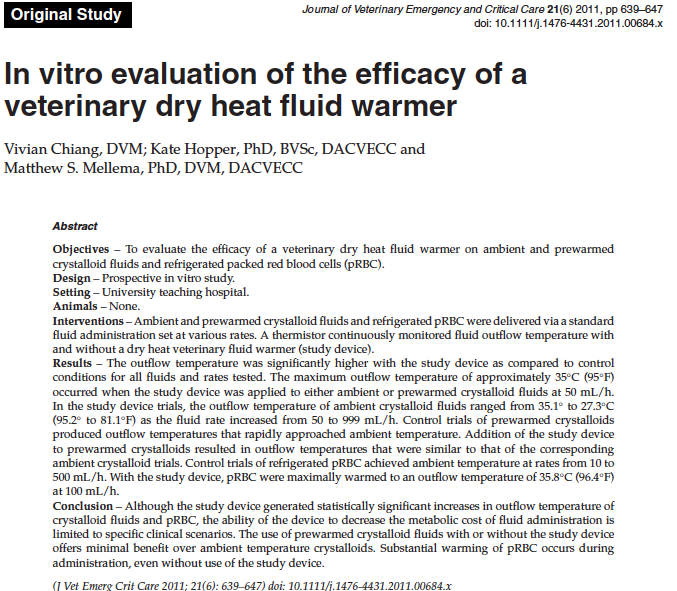 Original Study
Journal of Veterinary Emergency and Critical Care 21(6) 2011, pp 639–647
doi: 10.1111/j.1476-4431.2011.00684.x
In vitro evaluation of the efficacy of a
veterinary dry heat fluid warmer
Vivian Chiang, DVM; Kate Hopper, PhD, BVSc, DACVECC and
Matthew S. Mellema, PhD, DVM, DACVECC
Abstract
Objectives – To evaluate the efficacy of a veterinary dry heat fluid warmer on ambient and prewarmed
crystalloid fluids and refrigerated packed red blood cells (pRBC).
Design – Prospective in vitro study.
Setting – University teaching hospital.
Animals – None.
Interventions – Ambient and prewarmed crystalloid fluids and refrigerated pRBC were delivered via a standard
fluid administration set at various rates. A thermistor continuously monitored fluid outflow temperature with
and without a dry heat veterinary fluid warmer (study device).
Results – The outflow temperature was significantly higher with the study device as compared to control
conditions for all fluids and rates tested. The maximum outflow temperature of approximately 35°C (95°F)
occurred when the study device was applied to either ambient or prewarmed crystalloid fluids at 50 mL/h.
In the study device trials, the outflow temperature of ambient crystalloid fluids ranged from 35.1° to 27.3°C
(95.2° to 81.1°F) as the fluid rate increased from 50 to 999 mL/h. Control trials of prewarmed crystalloids
produced outflow temperatures that rapidly approached ambient temperature. Addition of the study device
to prewarmed crystalloids resulted in outflow temperatures that were similar to that of the corresponding
ambient crystalloid trials. Control trials of refrigerated pRBC achieved ambient temperature at rates from 10 to
500 mL/h. With the study device, pRBC were maximally warmed to an outflow temperature of 35.8°C (96.4°F)
at 100 mL/h.
Conclusion – Although the study device generated statistically significant increases in outflow temperature of
crystalloid fluids and pRBC, the ability of the device to decrease the metabolic cost of fluid administration is
limited to specific clinical scenarios. The use of prewarmed crystalloid fluids with or without the study device
offers minimal benefit over ambient temperature crystalloids. Substantial warming of pRBC occurs during
administration, even without use of the study device.
(J Vet Emerg Crit Care 2011; 21(6): 639–647) doi: 10.1111/j.1476-4431.2011.00684.x